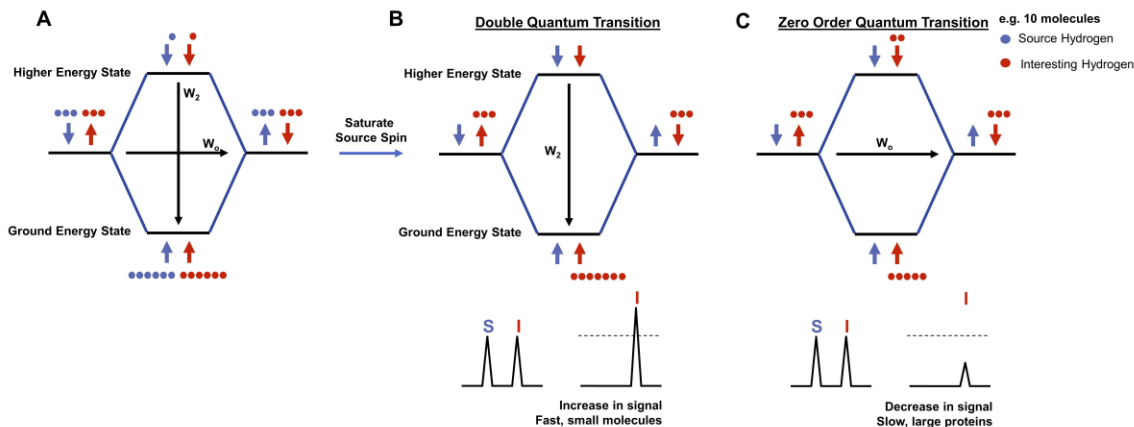 A
Higher Energy State
W₂
Wₒ
Ground Energy State
Saturate
Source Spin
B
Double Quantum Transition
Higher Energy State
W₂
Ground Energy State
S
I
I
Increase in signal
Fast, small molecules
C
Zero Order Quantum Transition
Wₒ
S
I
I
Decrease in signal
Slow, large proteins
e.g. 10 molecules
Source Hydrogen
Interesting Hydrogen